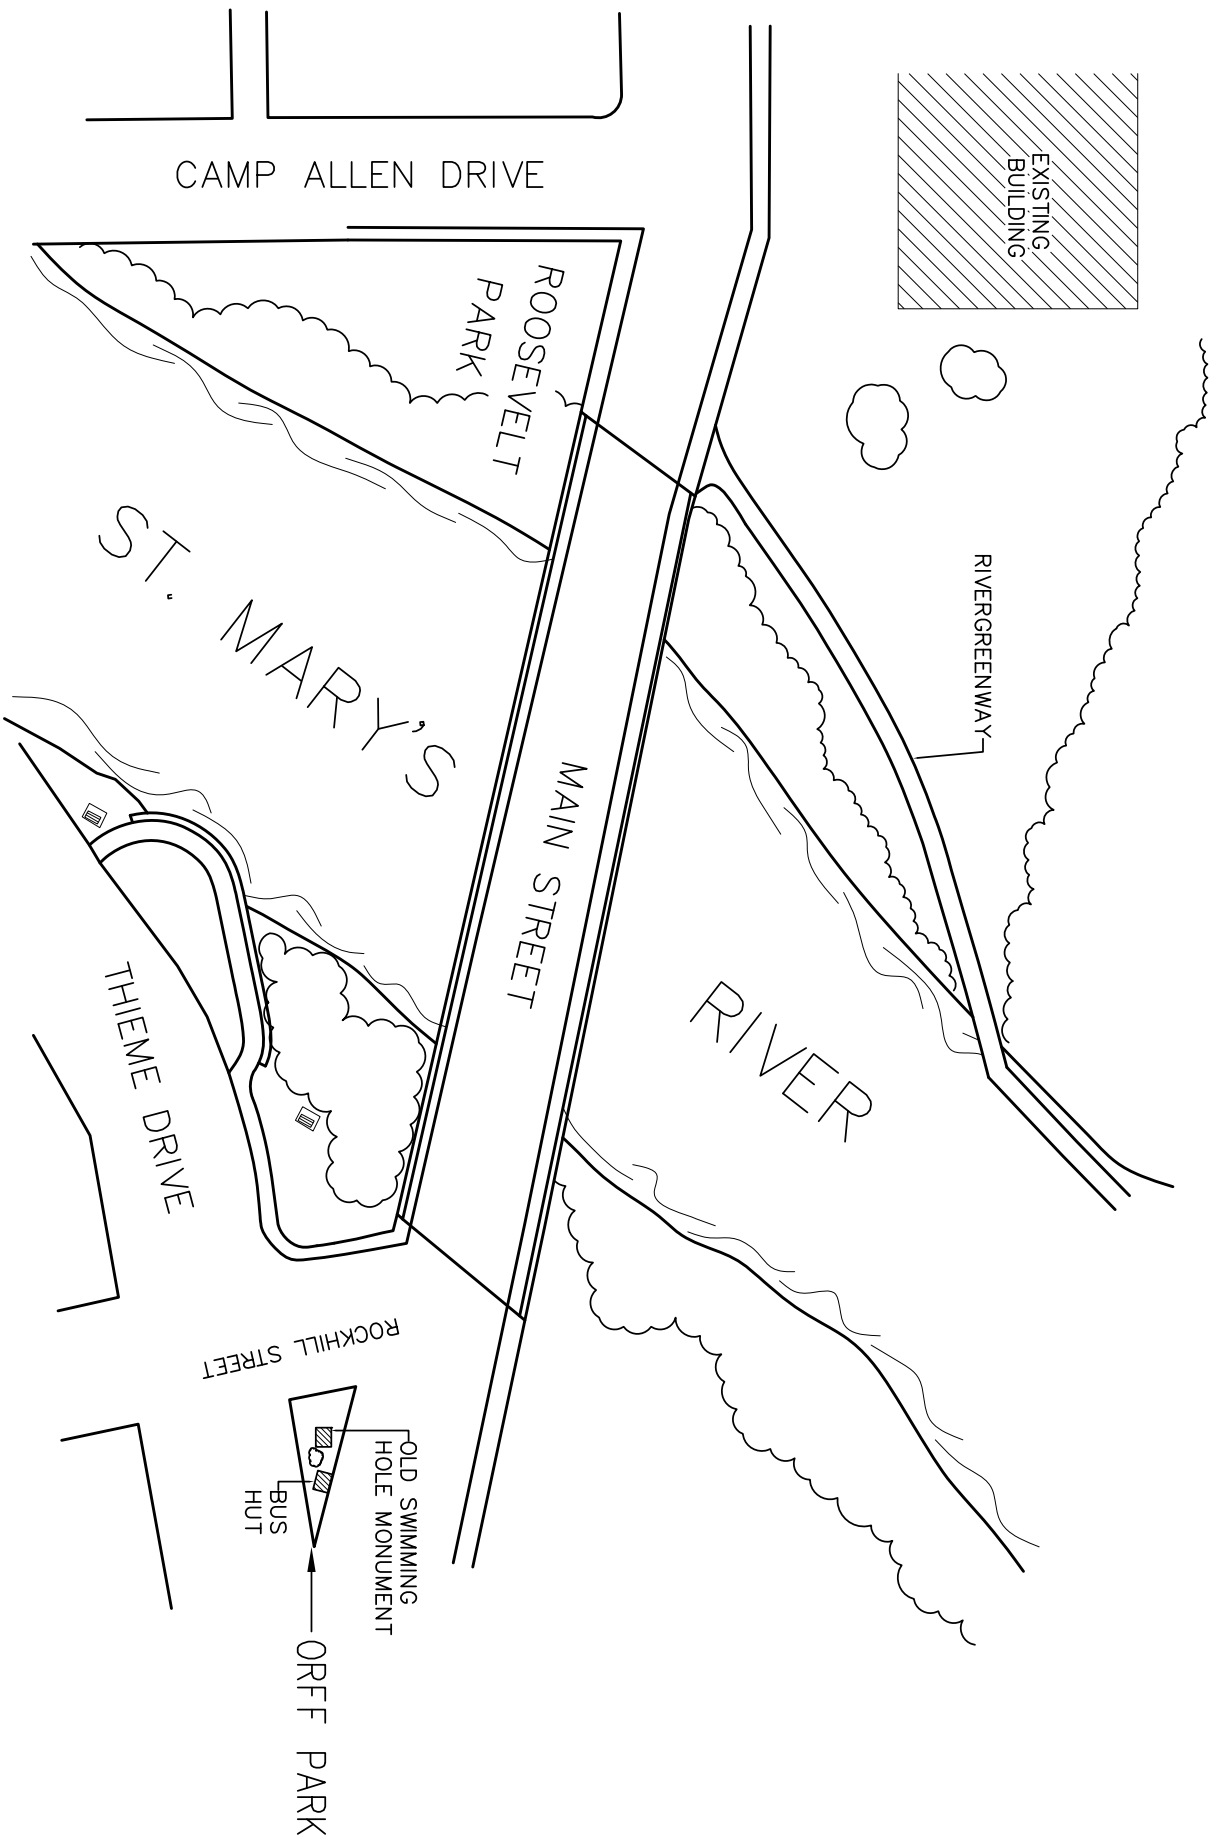 EXISTING
BUILDING
CAMP ALLEN DRIVE
ROOSEVELT
PARK
RIVERGREENWAY
ST. MARY'S
RIVER
MAIN STREET
THIEME DRIVE
ROCKHILL STREET
OLD SWIMMING
HOLE MONUMENT
BUS
HUT
ORFF PARK